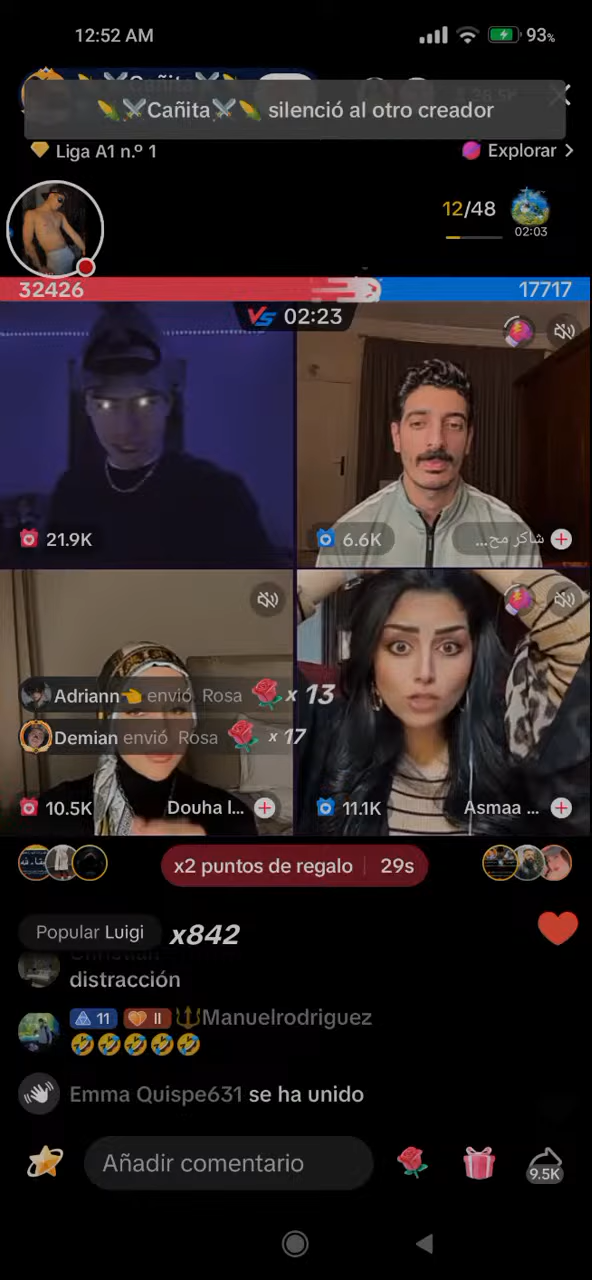 12:52 AM
93%
🌽⚔️Cañita⚔️🌽 silenció al otro creador
Liga A1 n.º 1
Explorar
12/48
02:03
32426
17717
VS 02:23
21.9K
6.6K
شاكر مح...
Adriann👈 envió Rosa x 13
Demian envió Rosa x 17
10.5K
Douha l...
11.1K
Asmaa ...
x2 puntos de regalo 29s
Popular Luigi x842
distracción
11 II 🔱Manuelrodriguez
🤣🤣🤣🤣🤣
Emma Quispe631 se ha unido
Añadir comentario
9.5K